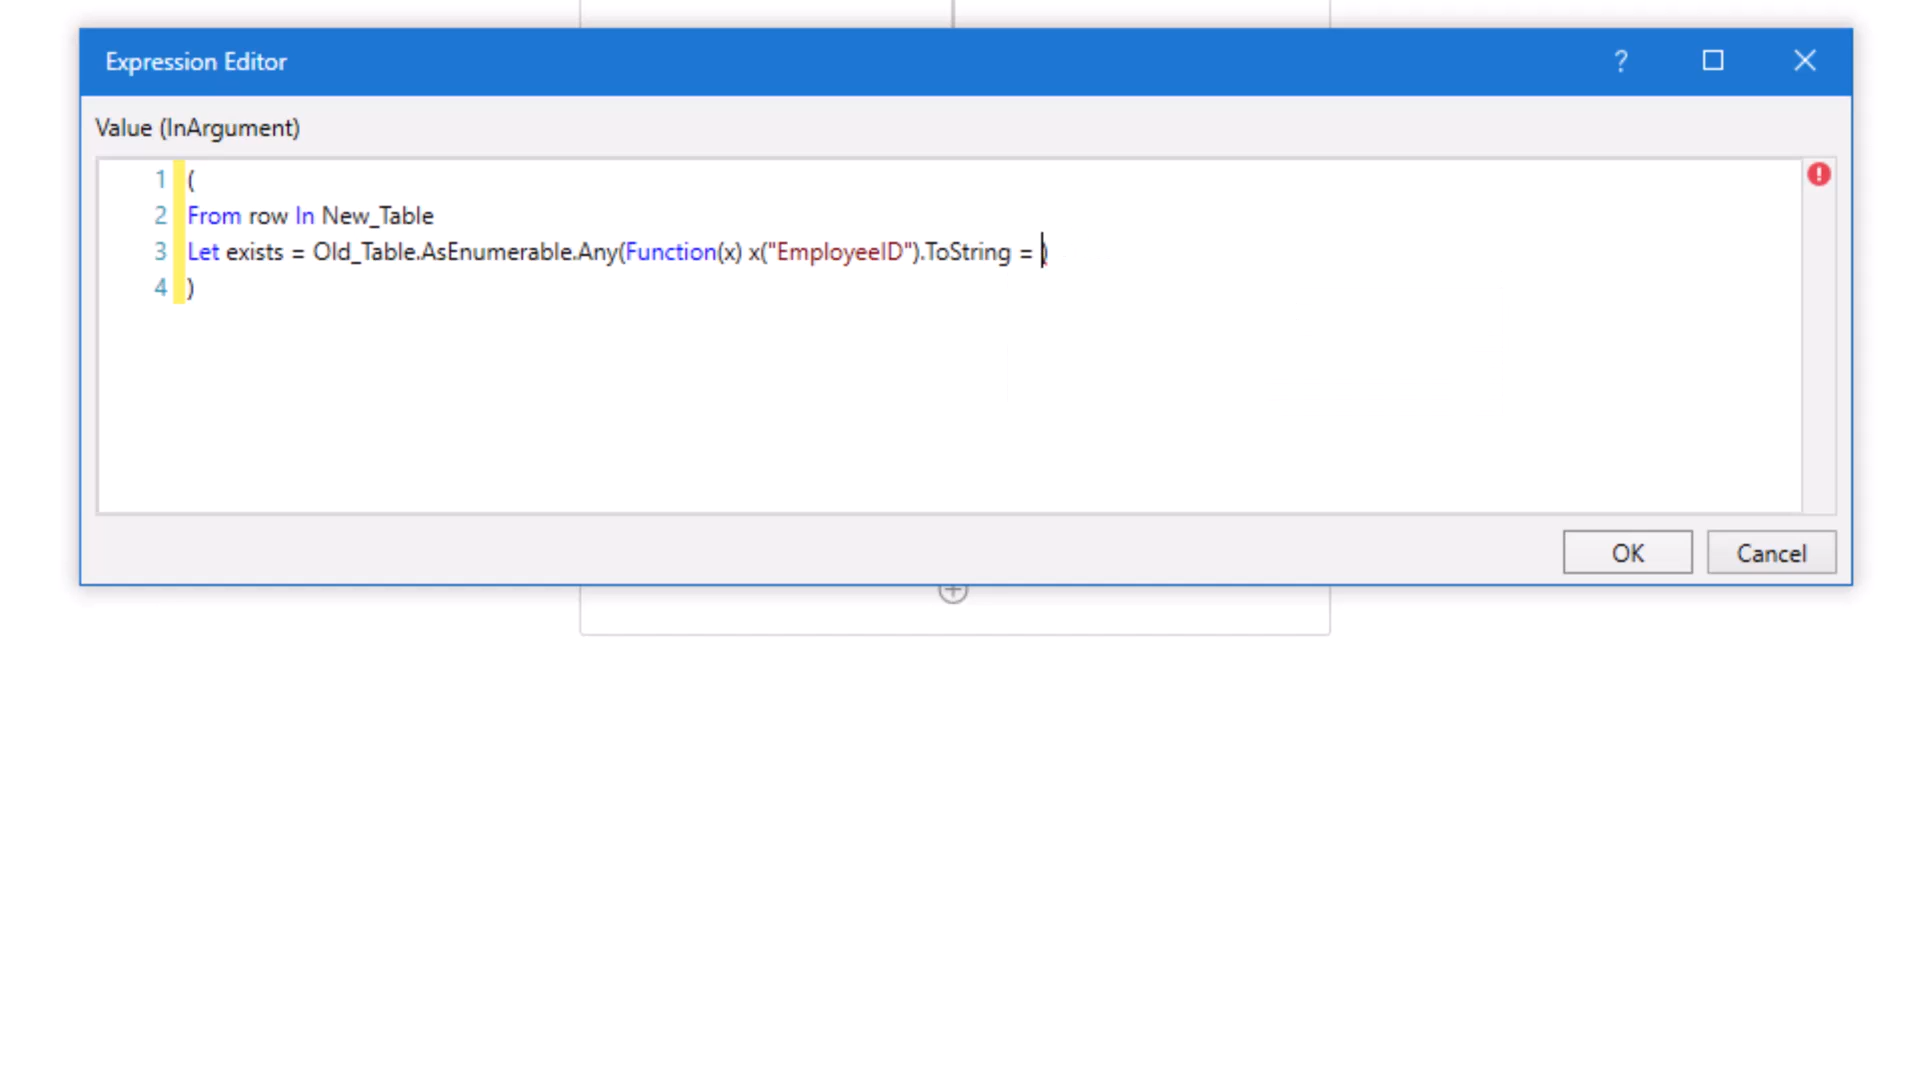 Expression Editor
?
Value (InArgument)
1 (
2 From row In New_Table
3 Let exists = Old_Table.AsEnumerable.Any(Function(x) x("EmployeeID").ToString = )
4 )
OK
Cancel